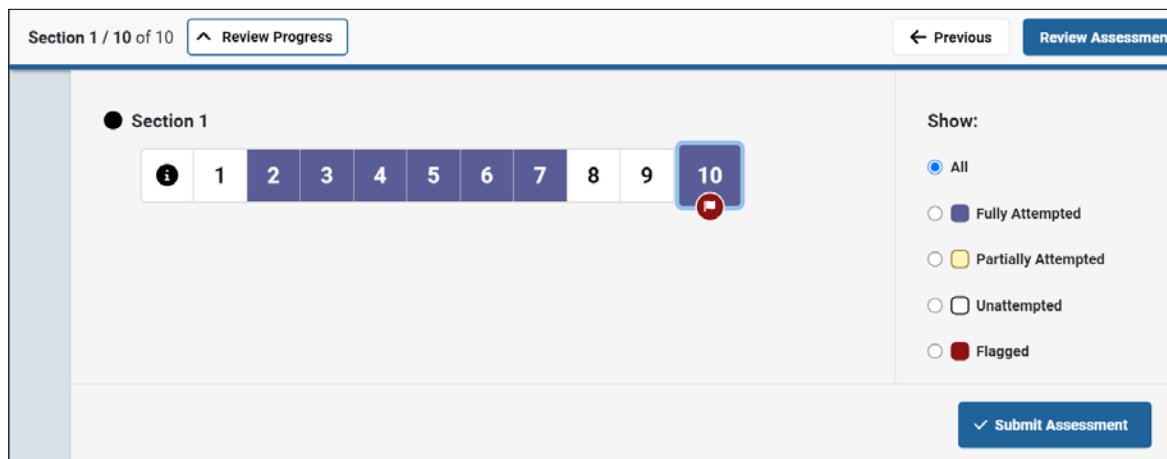 Section 1 / 10 of 10 Review Progress Previous Review Assessmen
Section 1
1 2 3 4 5 6 7 8 9 10
Show:
All
Fully Attempted
Partially Attempted
Unattempted
Flagged
Submit Assessment